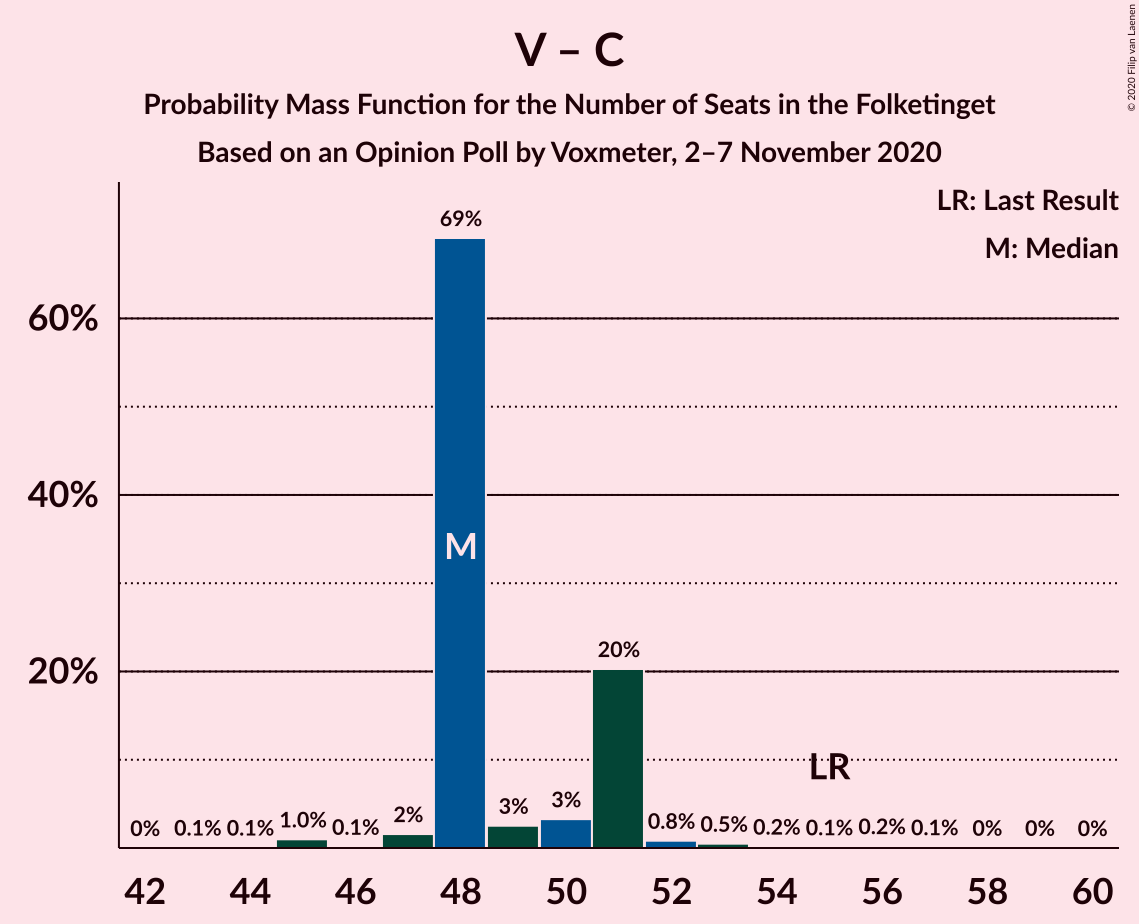 V – C
Probability Mass Function for the Number of Seats in the Folketinget
Based on an Opinion Poll by Voxmeter, 2–7 November 2020
© 2020 Filip van Laenen
LR: Last Result
M: Median
60%
40%
20%
0%
0.1%
0.1%
1.0%
0.1%
2%
69%
3%
3%
20%
0.8%
0.5%
0.2%
0.1%
0.2%
0.1%
0%
0%
0%
M
LR
42 44 46 48 50 52 54 56 58 60